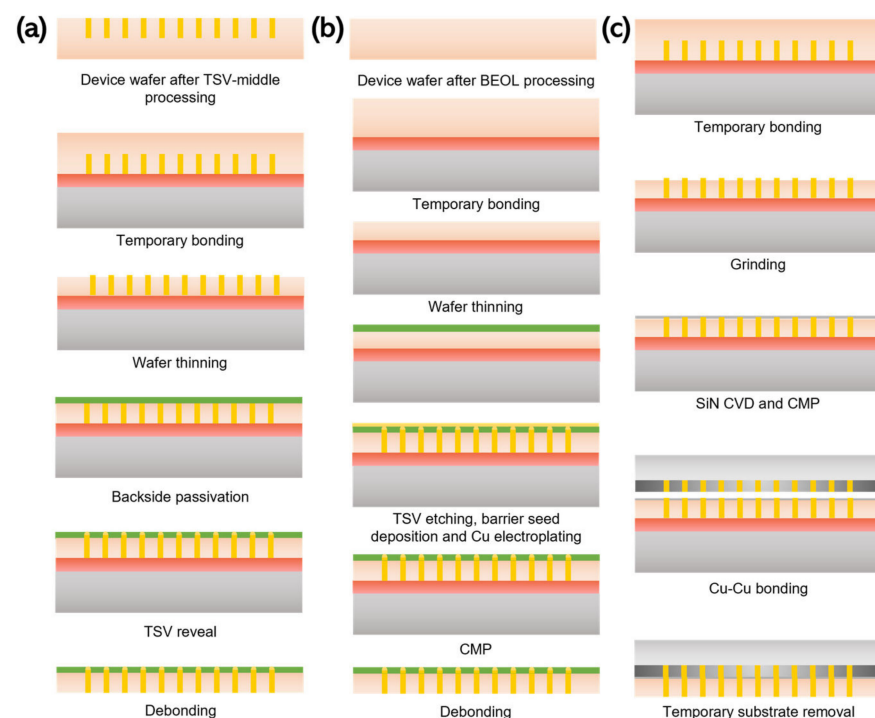 (a)
Device wafer after TSV-middle
processing
Temporary bonding
Wafer thinning
Backside passivation
TSV reveal
Debonding
(b)
Device wafer after BEOL processing
Temporary bonding
Wafer thinning
TSV etching, barrier seed
deposition and Cu electroplating
CMP
Debonding
(c)
Temporary bonding
Grinding
SiN CVD and CMP
Cu-Cu bonding
Temporary substrate removal